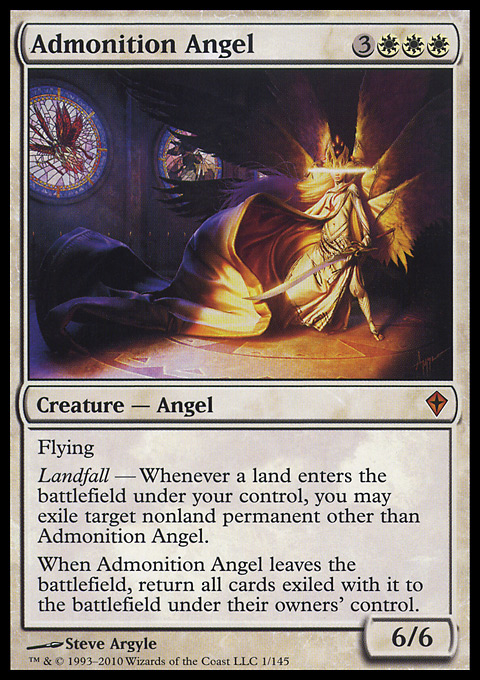 Admonition Angel 3
Creature — Angel
Flying
Landfall — Whenever a land enters the
battlefield under your control, you may
exile target nonland permanent other than
Admonition Angel.
When Admonition Angel leaves the
battlefield, return all cards exiled with it to
the battlefield under their owners' control.
6/6
Steve Argyle
™ & © 1993–2010 Wizards of the Coast LLC 1/145